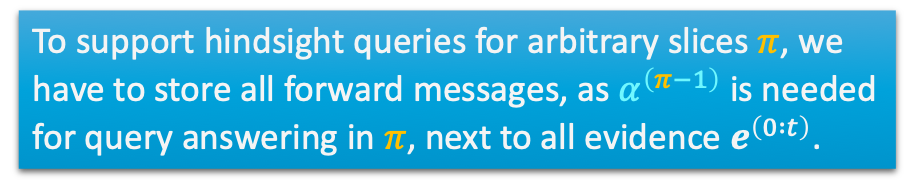 To support hindsight queries for arbitrary slices 𝜋, we
have to store all forward messages, as 𝛼^(𝜋−1) is needed
for query answering in 𝜋, next to all evidence 𝒆^(0:𝑡).